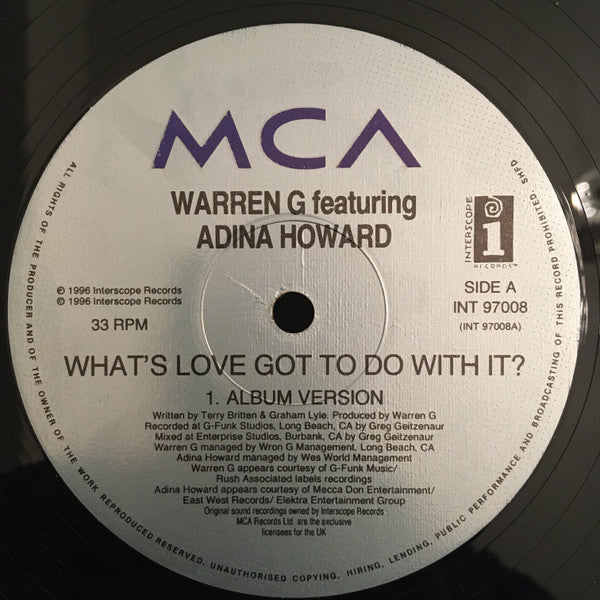 MCA
WARREN G featuring
ADINA HOWARD
INTERSCOPE
i
RECORDS
℗ 1996 Interscope Records
© 1996 Interscope Records
33 RPM
SIDE A
INT 97008
(INT 97008A)
WHAT'S LOVE GOT TO DO WITH IT?
1. ALBUM VERSION
Written by Terry Britten & Graham Lyle, Produced by Warren G
Recorded at G-Funk Studios, Long Beach, CA by Greg Geitzenaur
Mixed at Enterprise Studios, Burbank, CA by Greg Geitzenaur
Warren G managed by Wron G Management, Long Beach, CA
Adina Howard managed by Wes World Management
Warren G appears courtesy of G-Funk Music/
Rush Associated labels recordings
Adina Howard appears courtesy of Mecca Don Entertainment/
East West Records/ Elektra Entertainment Group
Original sound recordings owned by Interscope Records
MCA Records Ltd. are the exclusive
licensees for the UK
ALL RIGHTS OF THE PRODUCER AND OF THE OWNER OF THE WORK REPRODUCED RESERVED. UNAUTHORISED COPYING, HIRING, LENDING, PUBLIC PERFORMANCE AND BROADCASTING OF THIS RECORD PROHIBITED. SHFD